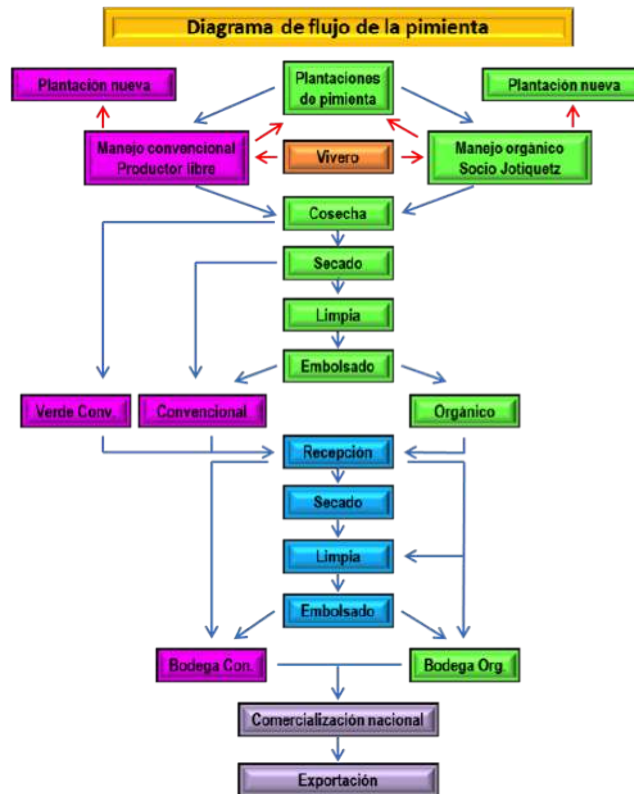 Diagrama de flujo de la pimienta
Plantación nueva
Plantaciones
de pimienta
Plantación nueva
Manejo convencional
Productor libre
Vivero
Manejo orgánico
Socio Jotiquetz
Cosecha
Secado
Limpia
Embolsado
Verde Conv.
Convencional
Orgánico
Recepción
Secado
Limpia
Embolsado
Bodega Con.
Bodega Org.
Comercialización nacional
Exportación